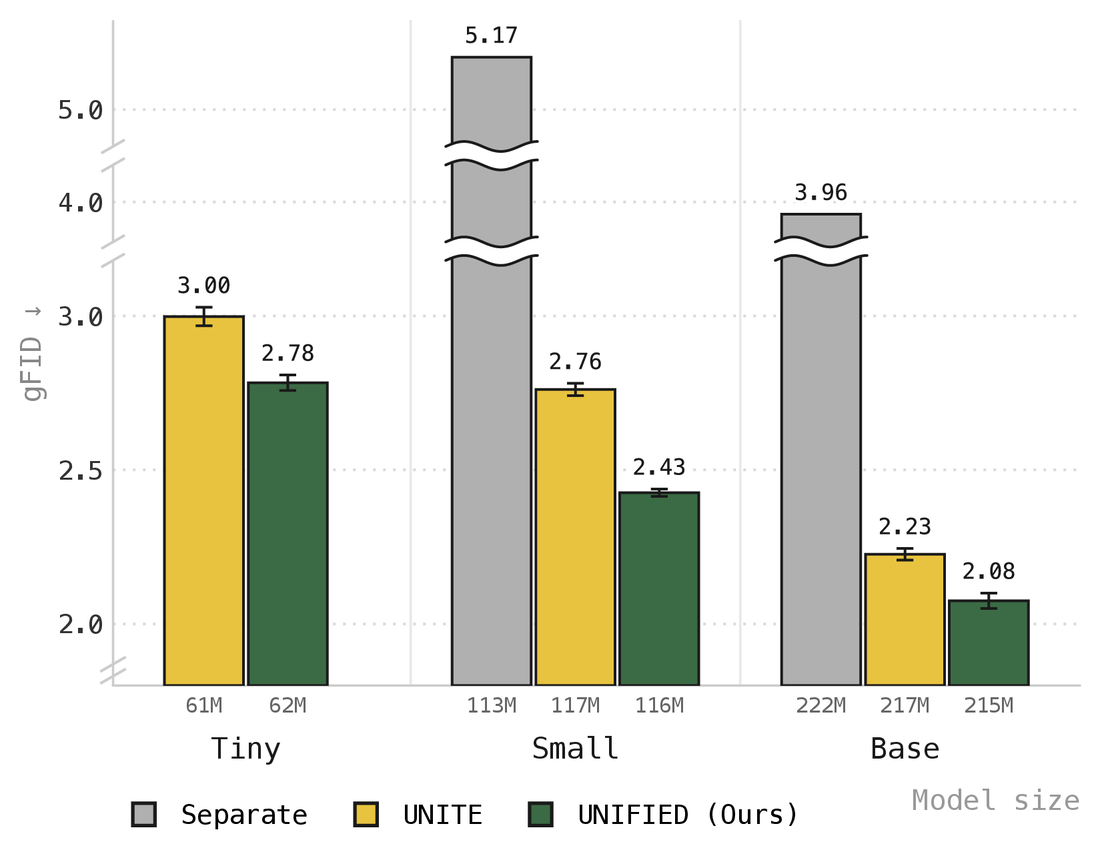 5.17
5.0
4.0
3.96
3.00
3.0
2.78
2.76
2.5
2.43
2.23
2.08
2.0
gFID ↓
61M 62M 113M 117M 116M 222M 217M 215M
Tiny Small Base
Model size
Separate UNITE UNIFIED (Ours)